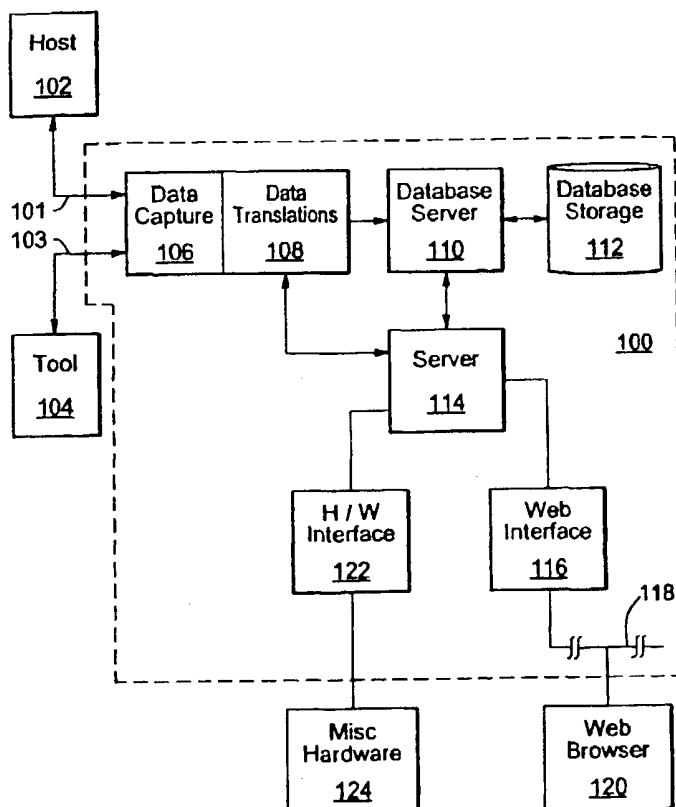 Host
102
101
103
Data
Capture
106
Data
Translations
108
Database
Server
110
Database
Storage
112
Tool
104
Server
114
100
H / W
Interface
122
Web
Interface
116
118
Misc
Hardware
124
Web
Browser
120